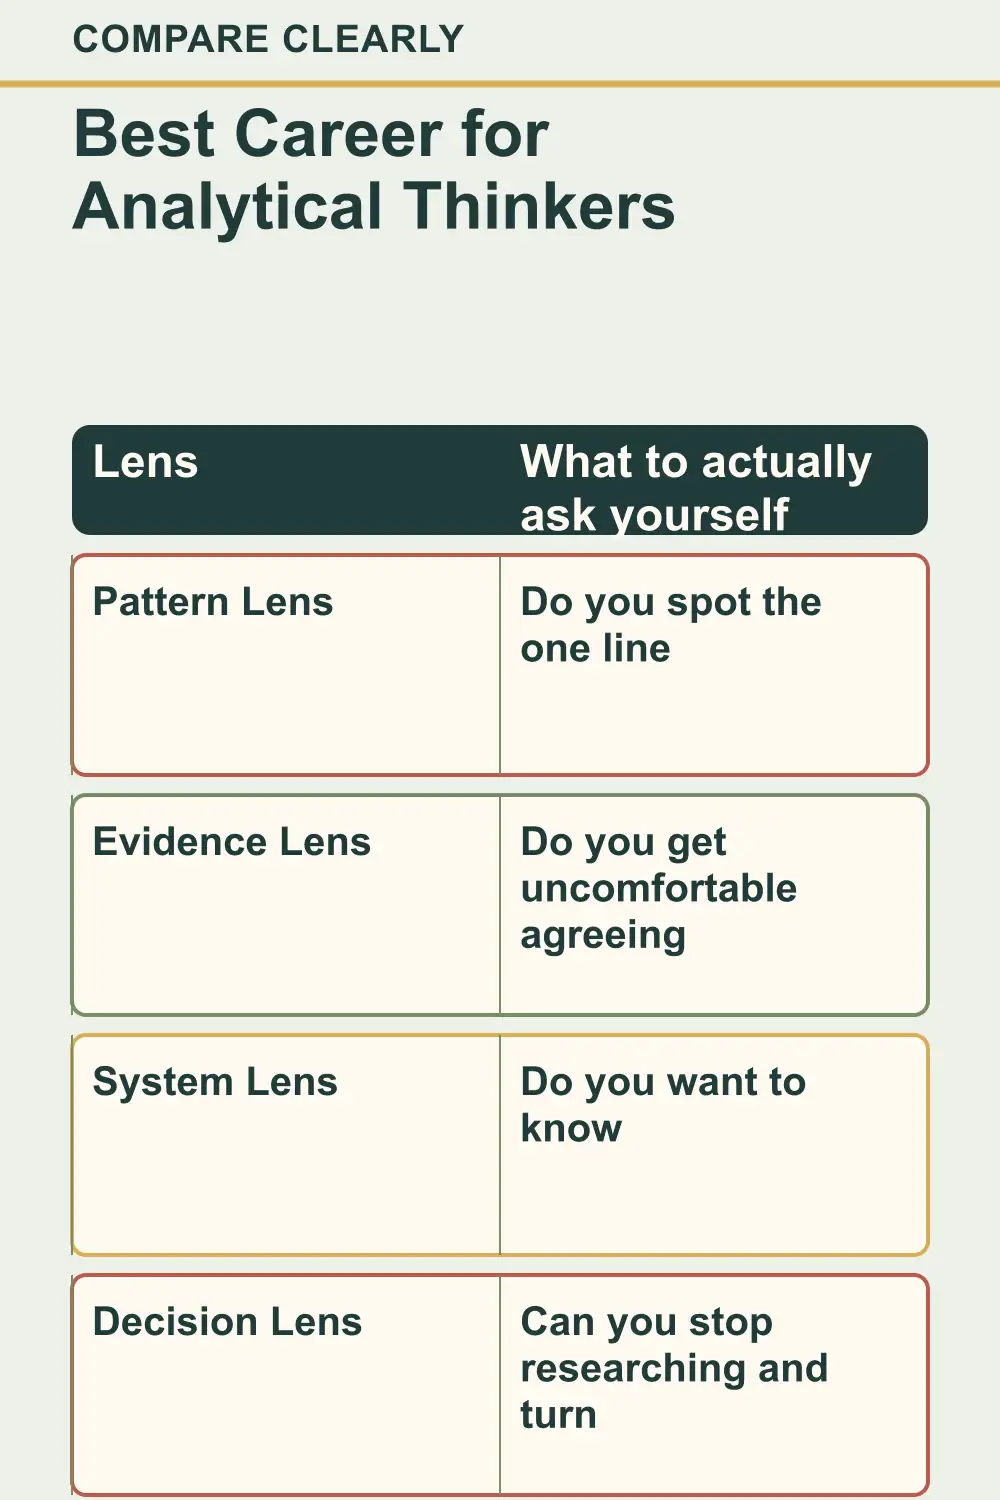 COMPARE CLEARLY
Best Career for
Analytical Thinkers
Lens
What to actually
ask yourself
Pattern Lens
Do you spot the
one line
Evidence Lens
Do you get
uncomfortable
agreeing
System Lens
Do you want to
know
Decision Lens
Can you stop
researching and
turn